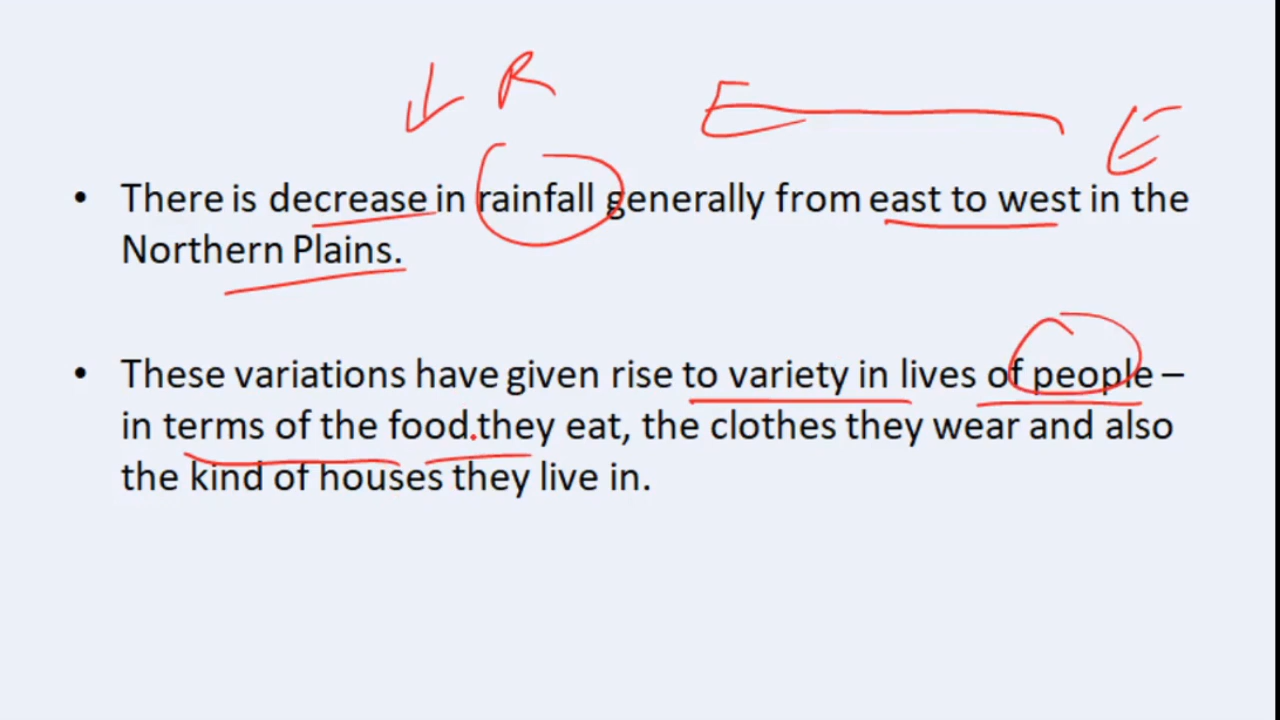 R
E
• There is decrease in rainfall generally from east to west in the
Northern Plains.
• These variations have given rise to variety in lives of people –
in terms of the food they eat, the clothes they wear and also
the kind of houses they live in.